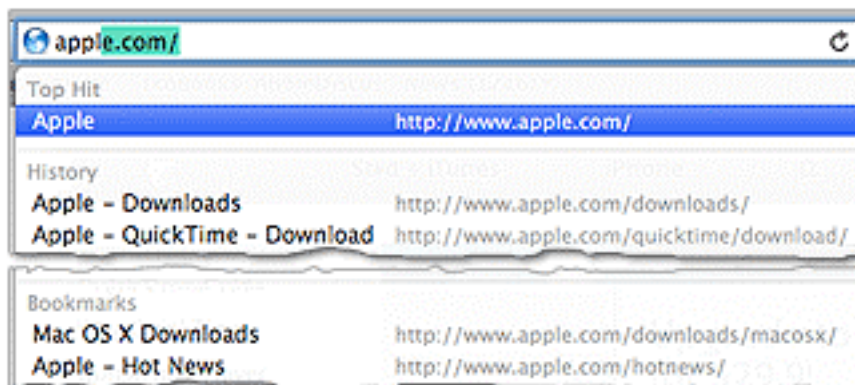 apple.com/
Top Hit
Apple http://www.apple.com/
History
Apple – Downloads http://www.apple.com/downloads/
Apple – QuickTime – Download http://www.apple.com/quicktime/download/
Bookmarks
Mac OS X Downloads http://www.apple.com/downloads/macosx/
Apple – Hot News http://www.apple.com/hotnews/